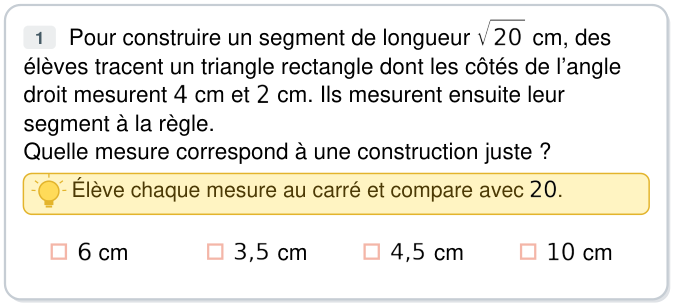 1 Pour construire un segment de longueur √20 cm, des
élèves tracent un triangle rectangle dont les côtés de l'angle
droit mesurent 4 cm et 2 cm. Ils mesurent ensuite leur
segment à la règle.
Quelle mesure correspond à une construction juste ?
Élève chaque mesure au carré et compare avec 20.
□ 6 cm □ 3,5 cm □ 4,5 cm □ 10 cm